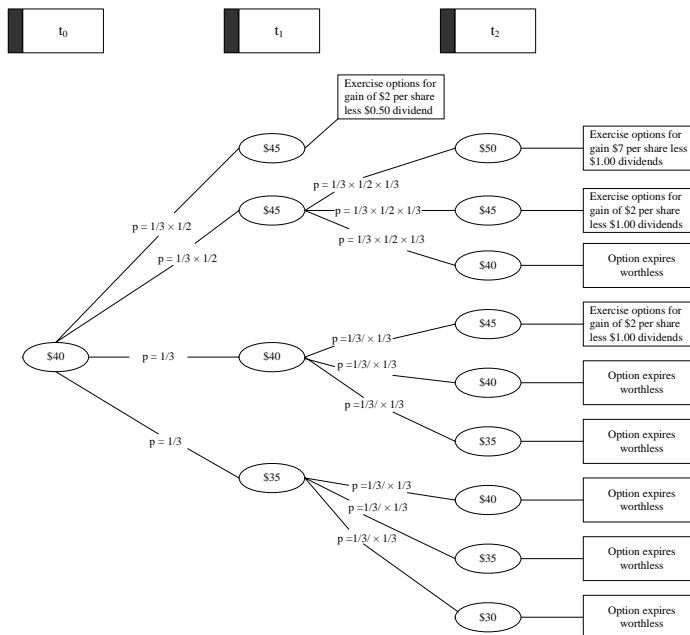 t0
t1
t2
Exercise options for
gain of $2 per share
less $0.50 dividend
$45
$50
Exercise options for
gain $7 per share less
$1.00 dividends
p = 1/3 × 1/2 × 1/3
$45
p = 1/3 × 1/2 × 1/3
$45
Exercise options for
gain of $2 per share
less $1.00 dividends
p = 1/3 × 1/2
p = 1/3 × 1/2 × 1/3
p = 1/3 × 1/2
$40
Option expires
worthless
$45
Exercise options for
gain of $2 per share
less $1.00 dividends
p =1/3/ × 1/3
$40
p = 1/3
$40
p =1/3/ × 1/3
$40
Option expires
worthless
p =1/3/ × 1/3
$35
Option expires
worthless
p = 1/3
$35
p =1/3/ × 1/3
$40
Option expires
worthless
p =1/3/ × 1/3
p =1/3/ × 1/3
$35
Option expires
worthless
$30
Option expires
worthless